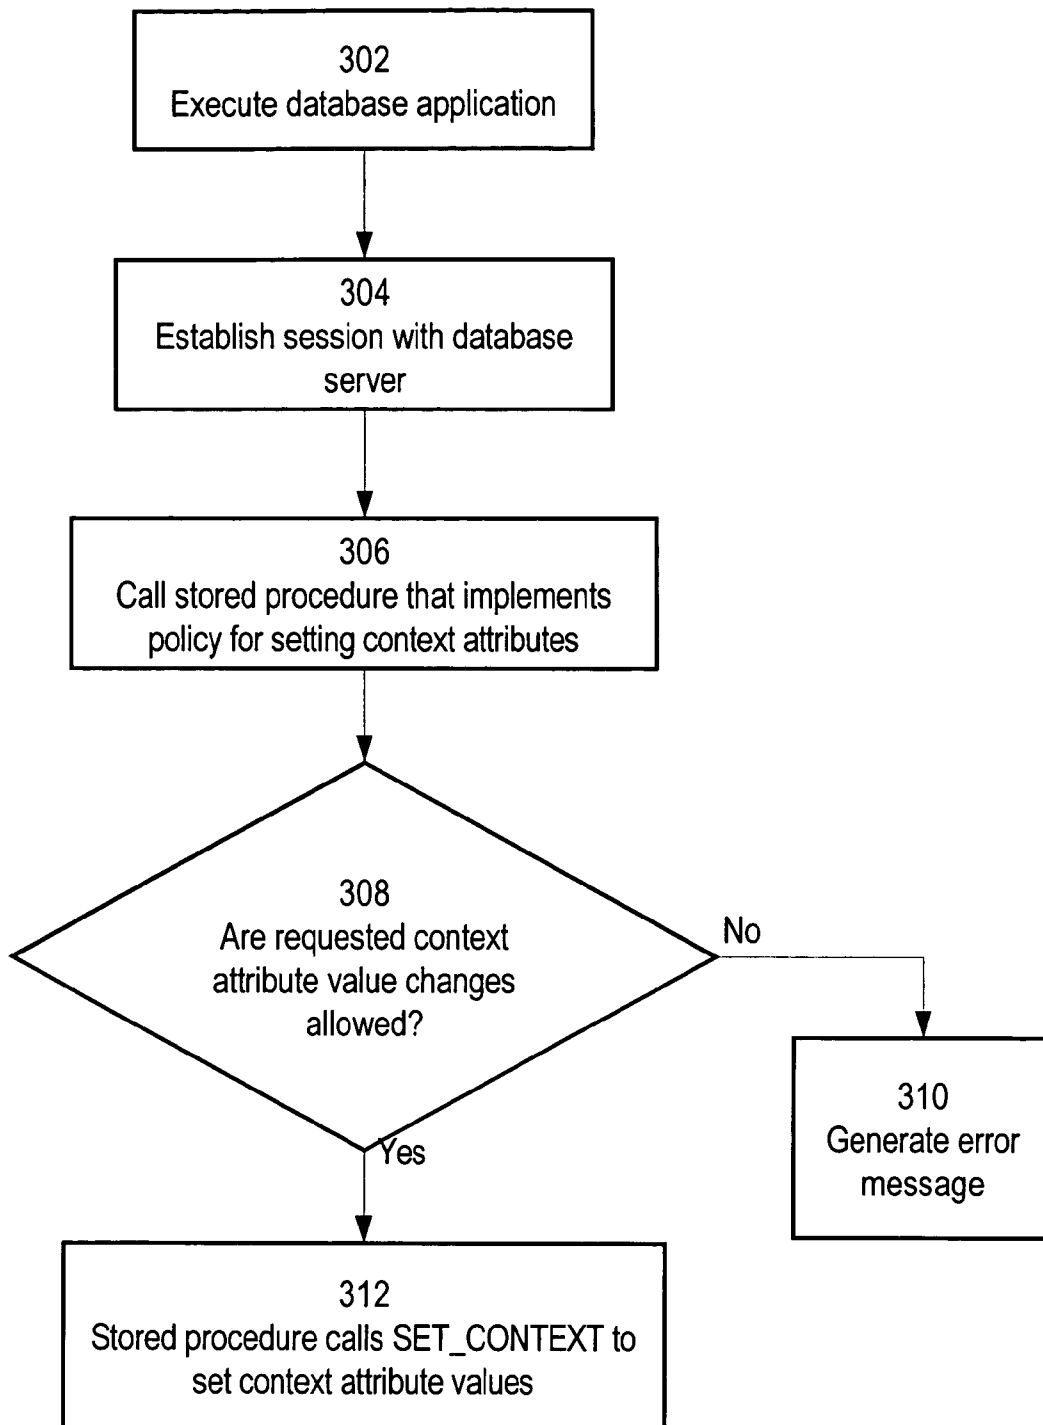 302
Execute database application
304
Establish session with database
server
306
Call stored procedure that implements
policy for setting context attributes
308
Are requested context
attribute value changes
allowed?
No
310
Generate error
message
Yes
312
Stored procedure calls SET_CONTEXT to
set context attribute values